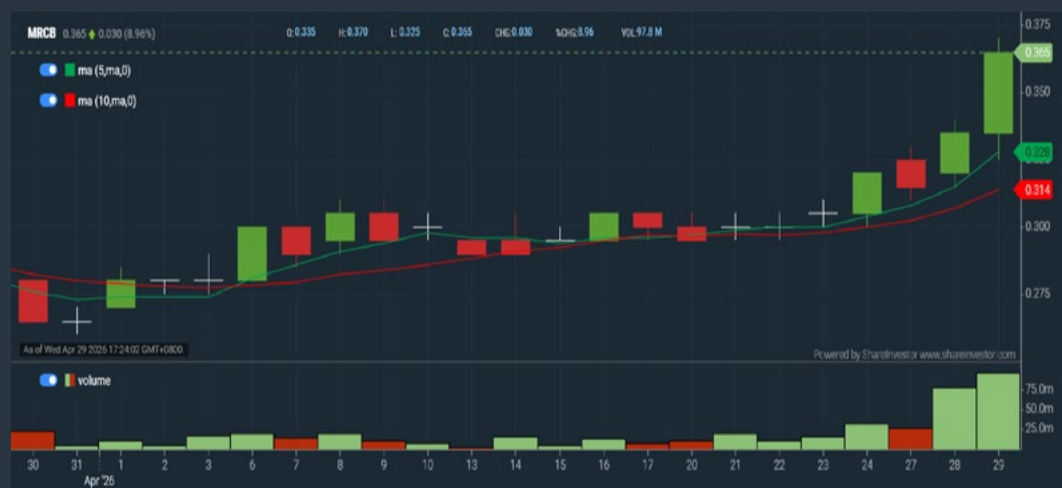 MRCB 0.365 0.030 (8.96%) O:0.335 H:0.370 L:0.325 C:0.365 CHG:0.030 %CHG:8.96 VOL:97.8 M
ma (5,ma,0)
ma (10,ma,0)
0.375
0.365
0.350
0.328
0.314
0.300
0.275
As of Wed Apr 29 2026 17:24:02 GMT+0800
Powered by ShareInvestor www.shareinvestor.com
volume
75.0m
50.0m
25.0m
30 31 1 2 3 6 7 8 9 10 13 14 15 16 17 20 21 22 23 24 27 28 29
Apr '26